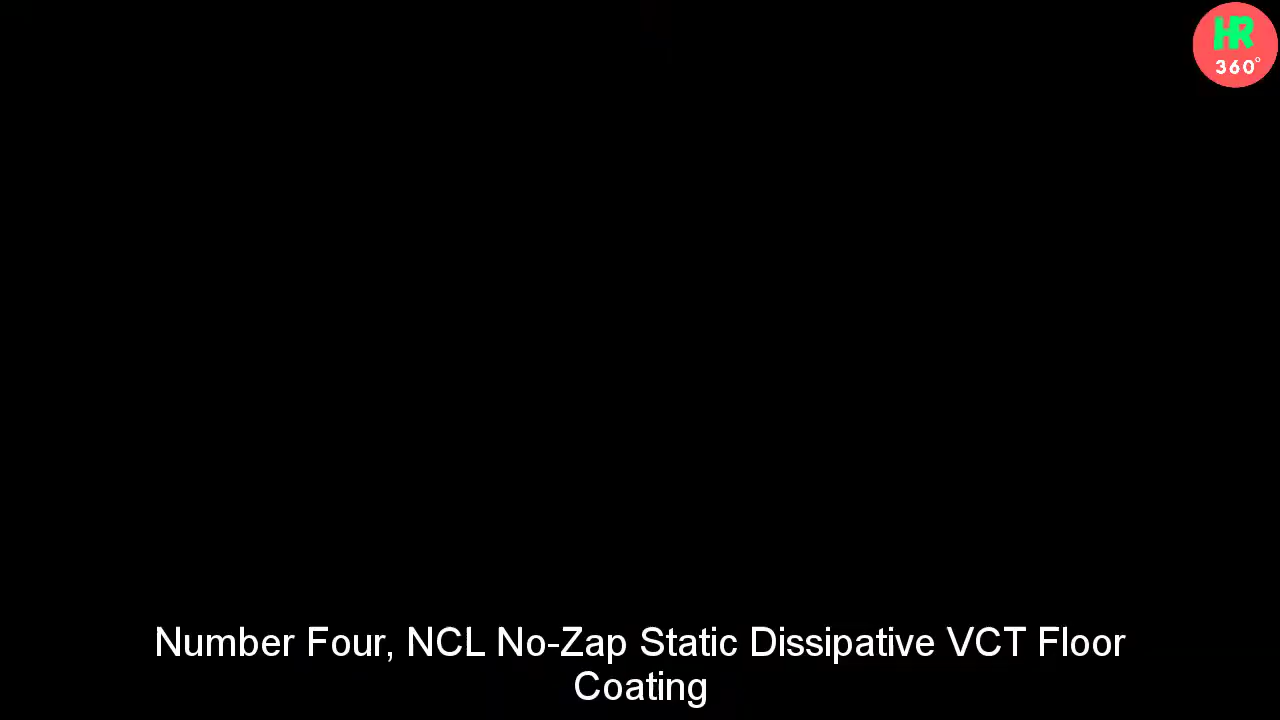 HR
360°
Number Four, NCL No-Zap Static Dissipative VCT Floor
Coating